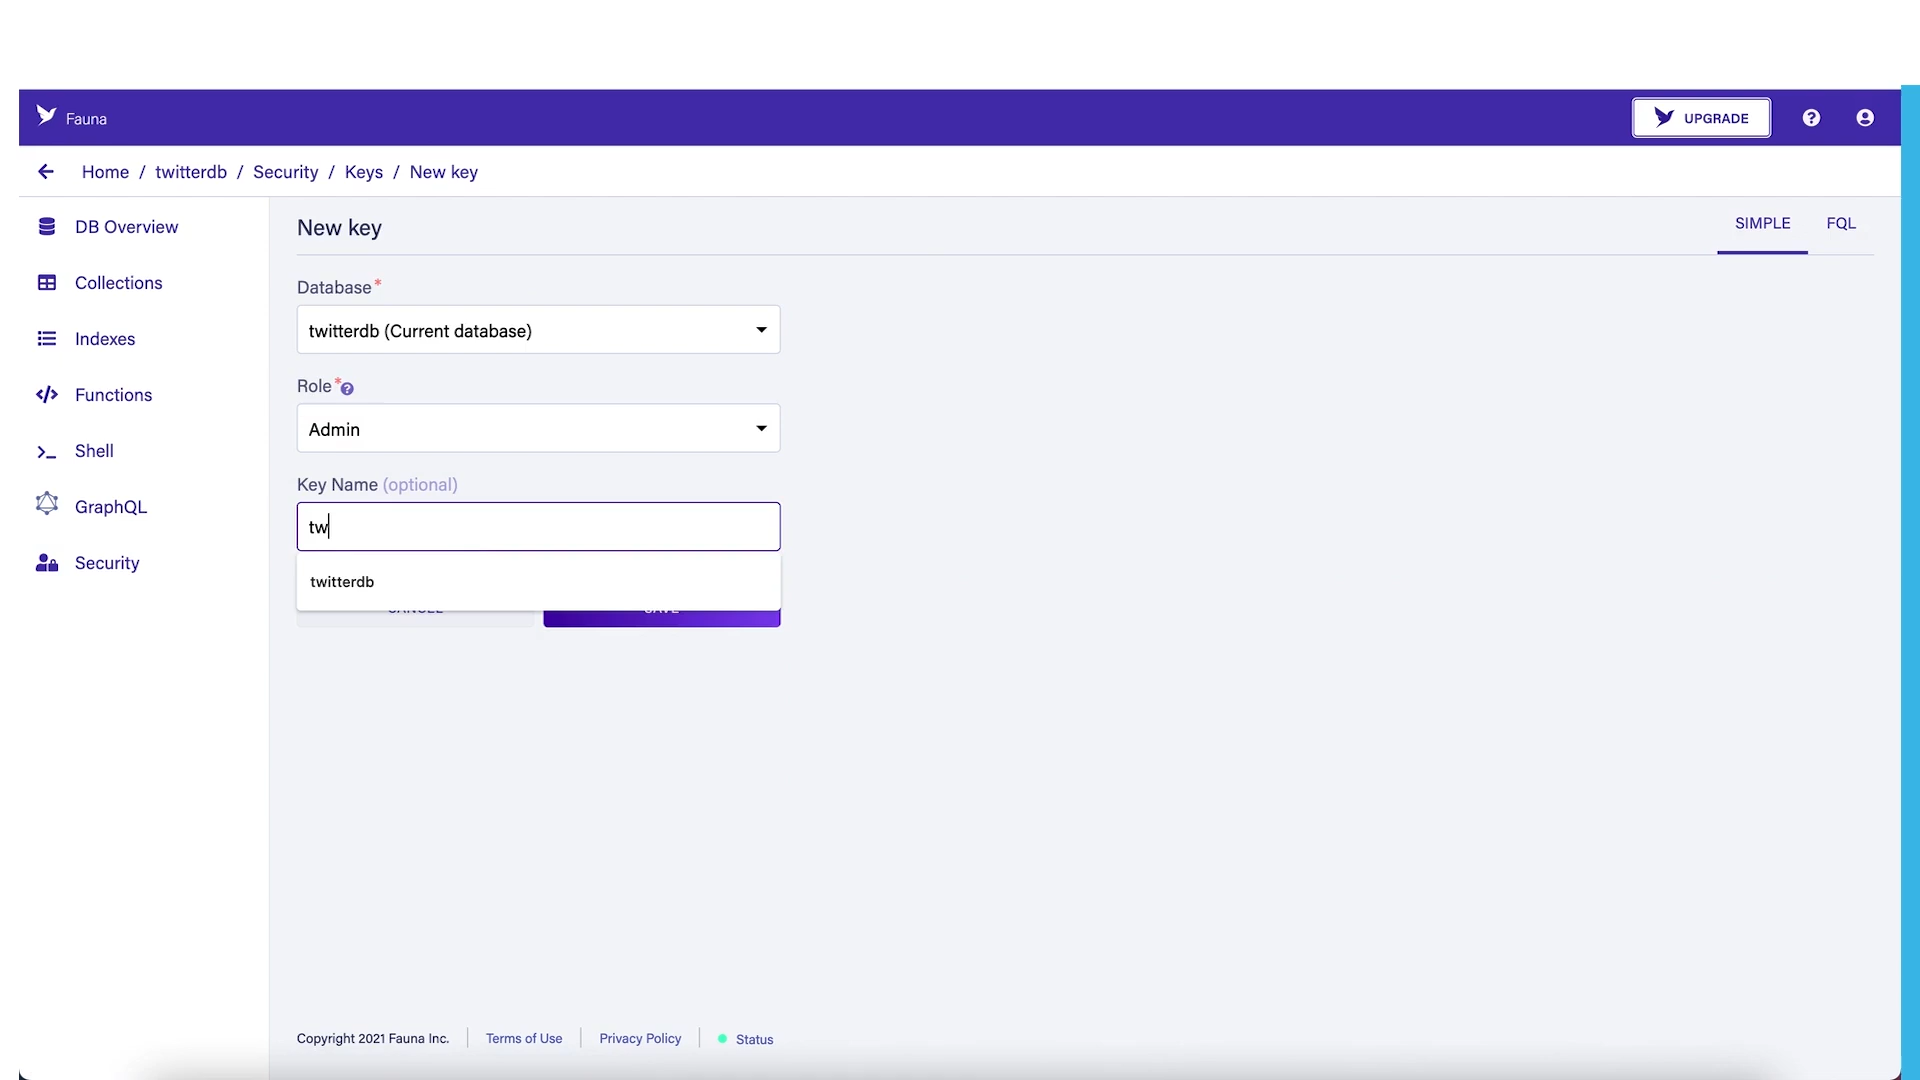 Fauna
UPGRADE
Home / twitterdb / Security / Keys / New key
DB Overview
Collections
Indexes
Functions
Shell
GraphQL
Security
New key
SIMPLE
FQL
Database*
twitterdb (Current database)
Role*
Admin
Key Name (optional)
tw
twitterdb
CANCEL
SAVE
Copyright 2021 Fauna Inc.
Terms of Use
Privacy Policy
Status